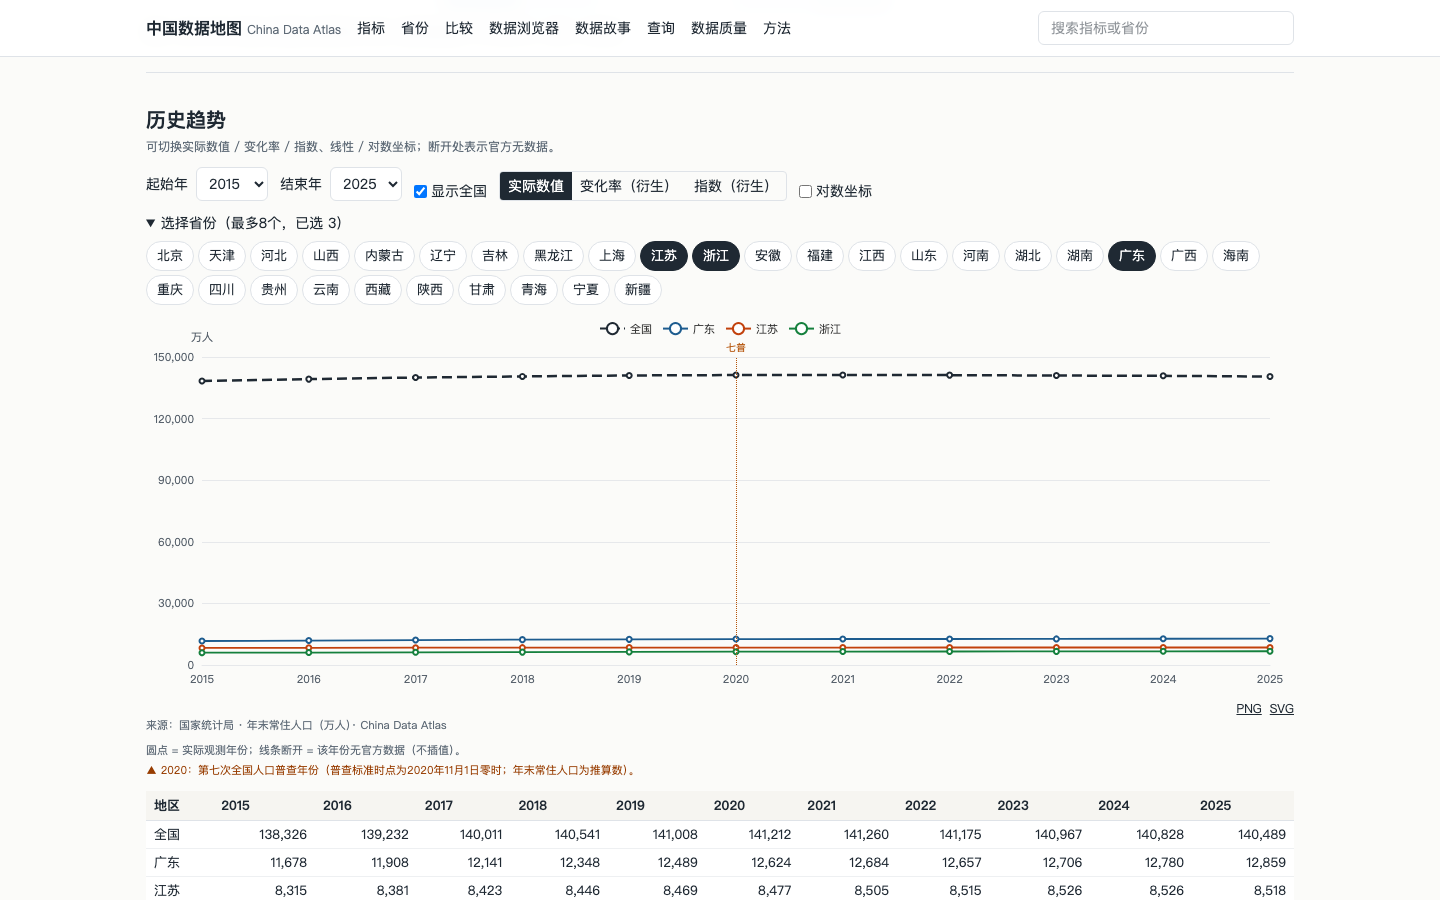 中国数据地图 China Data Atlas 指标 省份 比较 数据浏览器 数据故事 查询 数据质量 方法 搜索指标或省份
历史趋势
可切换实际数值 / 变化率 / 指数、线性 / 对数坐标；断开处表示官方无数据。
起始年 2015 结束年 2025 显示全国 实际数值 变化率（衍生） 指数（衍生） 对数坐标
▼ 选择省份（最多8个，已选 3）
北京 天津 河北 山西 内蒙古 辽宁 吉林 黑龙江 上海 江苏 浙江 安徽 福建 江西 山东 河南 湖北 湖南 广东 广西 海南
重庆 四川 贵州 云南 西藏 陕西 甘肃 青海 宁夏 新疆
全国 广东 江苏 浙江
万人
七普
150,000
120,000
90,000
60,000
30,000
0
2015 2016 2017 2018 2019 2020 2021 2022 2023 2024 2025
PNG SVG
来源：国家统计局 · 年末常住人口（万人）· China Data Atlas
圆点 = 实际观测年份；线条断开 = 该年份无官方数据（不插值）。
▲ 2020：第七次全国人口普查年份（普查标准时点为2020年11月1日零时；年末常住人口为推算数）。
地区 2015 2016 2017 2018 2019 2020 2021 2022 2023 2024 2025
全国 138,326 139,232 140,011 140,541 141,008 141,212 141,260 141,175 140,967 140,828 140,489
广东 11,678 11,908 12,141 12,348 12,489 12,624 12,684 12,657 12,706 12,780 12,859
江苏 8,315 8,381 8,423 8,446 8,469 8,477 8,505 8,515 8,526 8,526 8,518